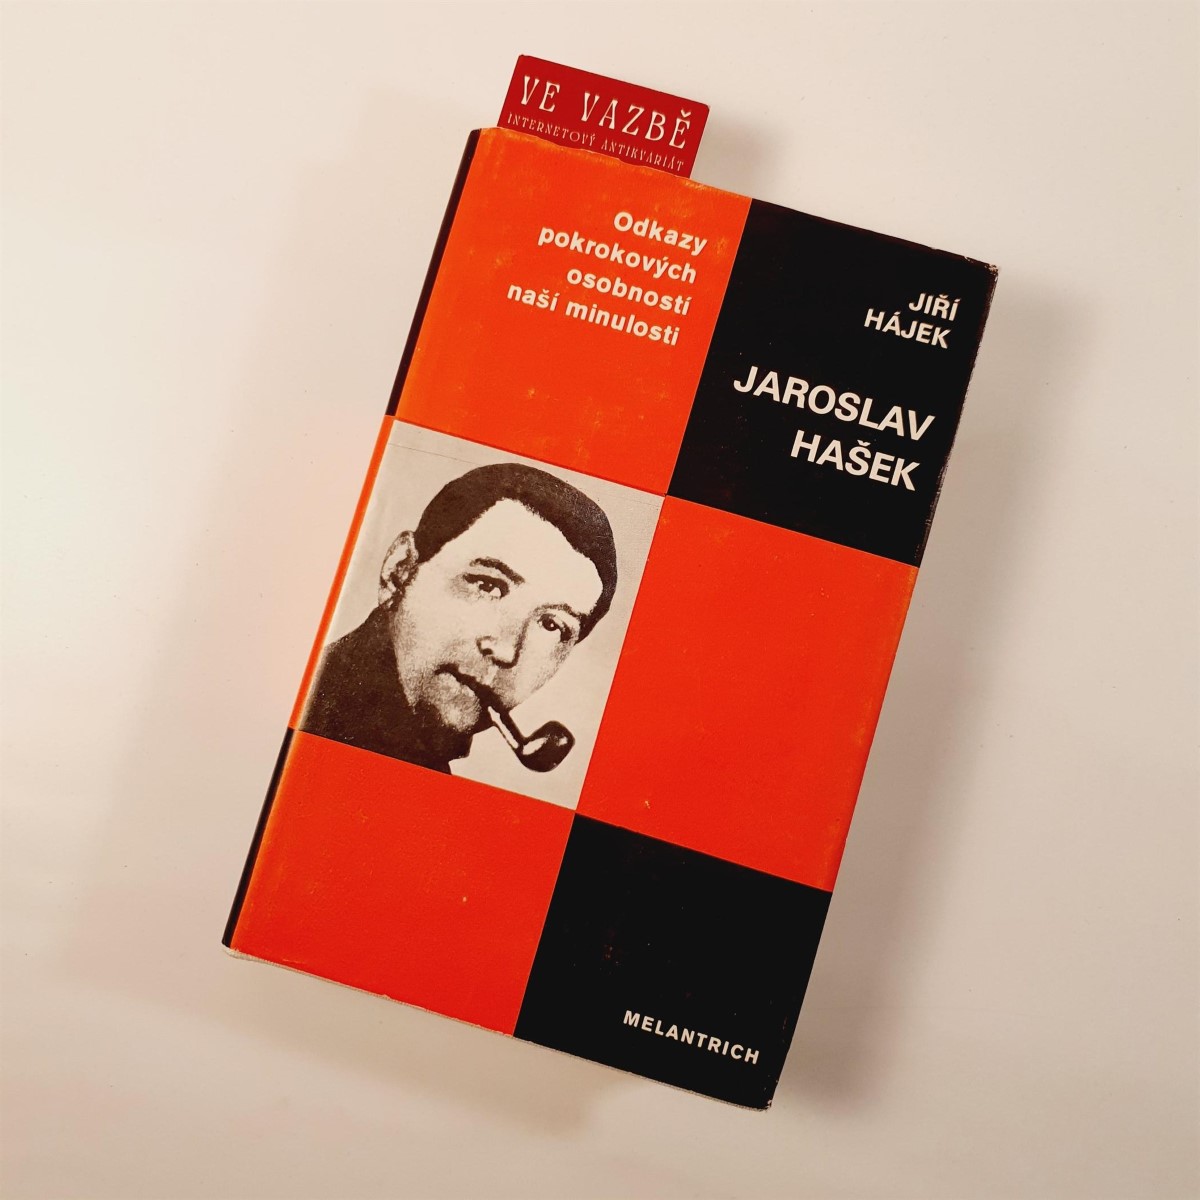 VE VAZBĚ
INTERNETOVÝ ANTIKVARIÁT
Odkazy
pokrokových
osobností
naší minulosti
JIŘÍ
HÁJEK
JAROSLAV
HAŠEK
MELANTRICH